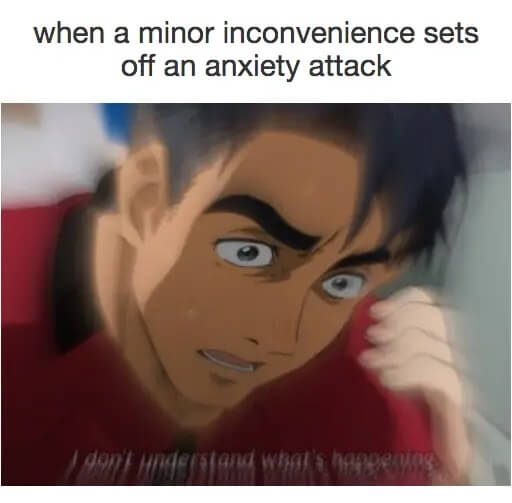 when a minor inconvenience sets
off an anxiety attack
I don't understand what's happening